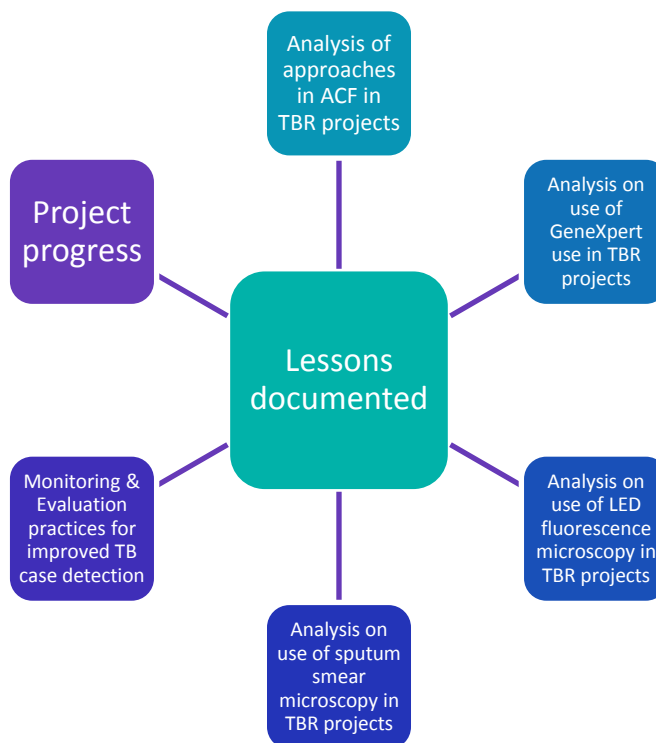 Analysis of
approaches
in ACF in
TBR projects
Project
progress
Analysis on
use of
GeneXpert
use in TBR
projects
Lessons
documented
Monitoring &
Evaluation
practices for
improved TB
case detection
Analysis on
use of LED
fluorescence
microscopy in
TBR projects
Analysis on
use of sputum
smear
microscopy in
TBR projects